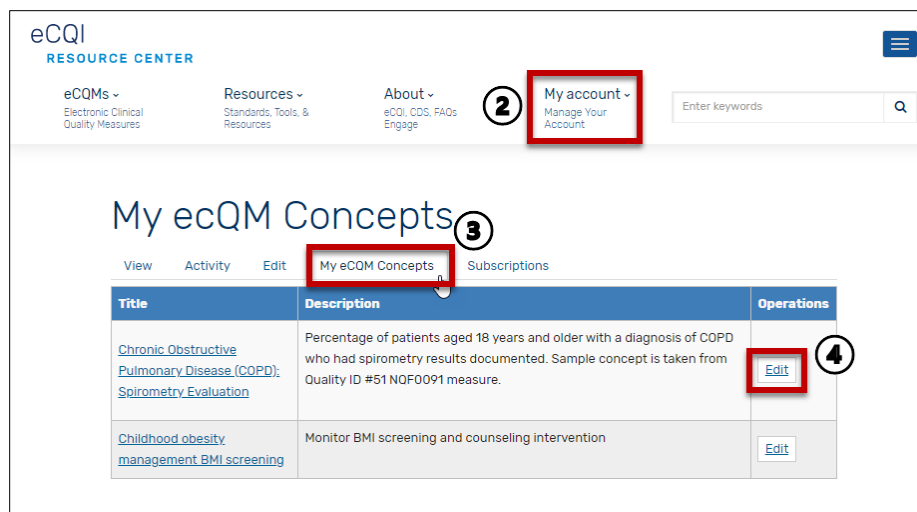 eCQI
RESOURCE CENTER
eCQMs
Electronic Clinical
Quality Measures
Resources
Standards, Tools, &
Resources
About
eCQI, CDS, FAQs
Engage
2
My account
Manage Your
Account
Enter keywords
My ecQM Concepts
3
View Activity Edit My eCQM Concepts Subscriptions
Title Description Operations
Chronic Obstructive
Pulmonary Disease (COPD):
Spirometry Evaluation
Percentage of patients aged 18 years and older with a diagnosis of COPD
who had spirometry results documented. Sample concept is taken from
Quality ID #51 NQF0091 measure.
Edit
4
Childhood obesity
management BMI screening
Monitor BMI screening and counseling intervention
Edit